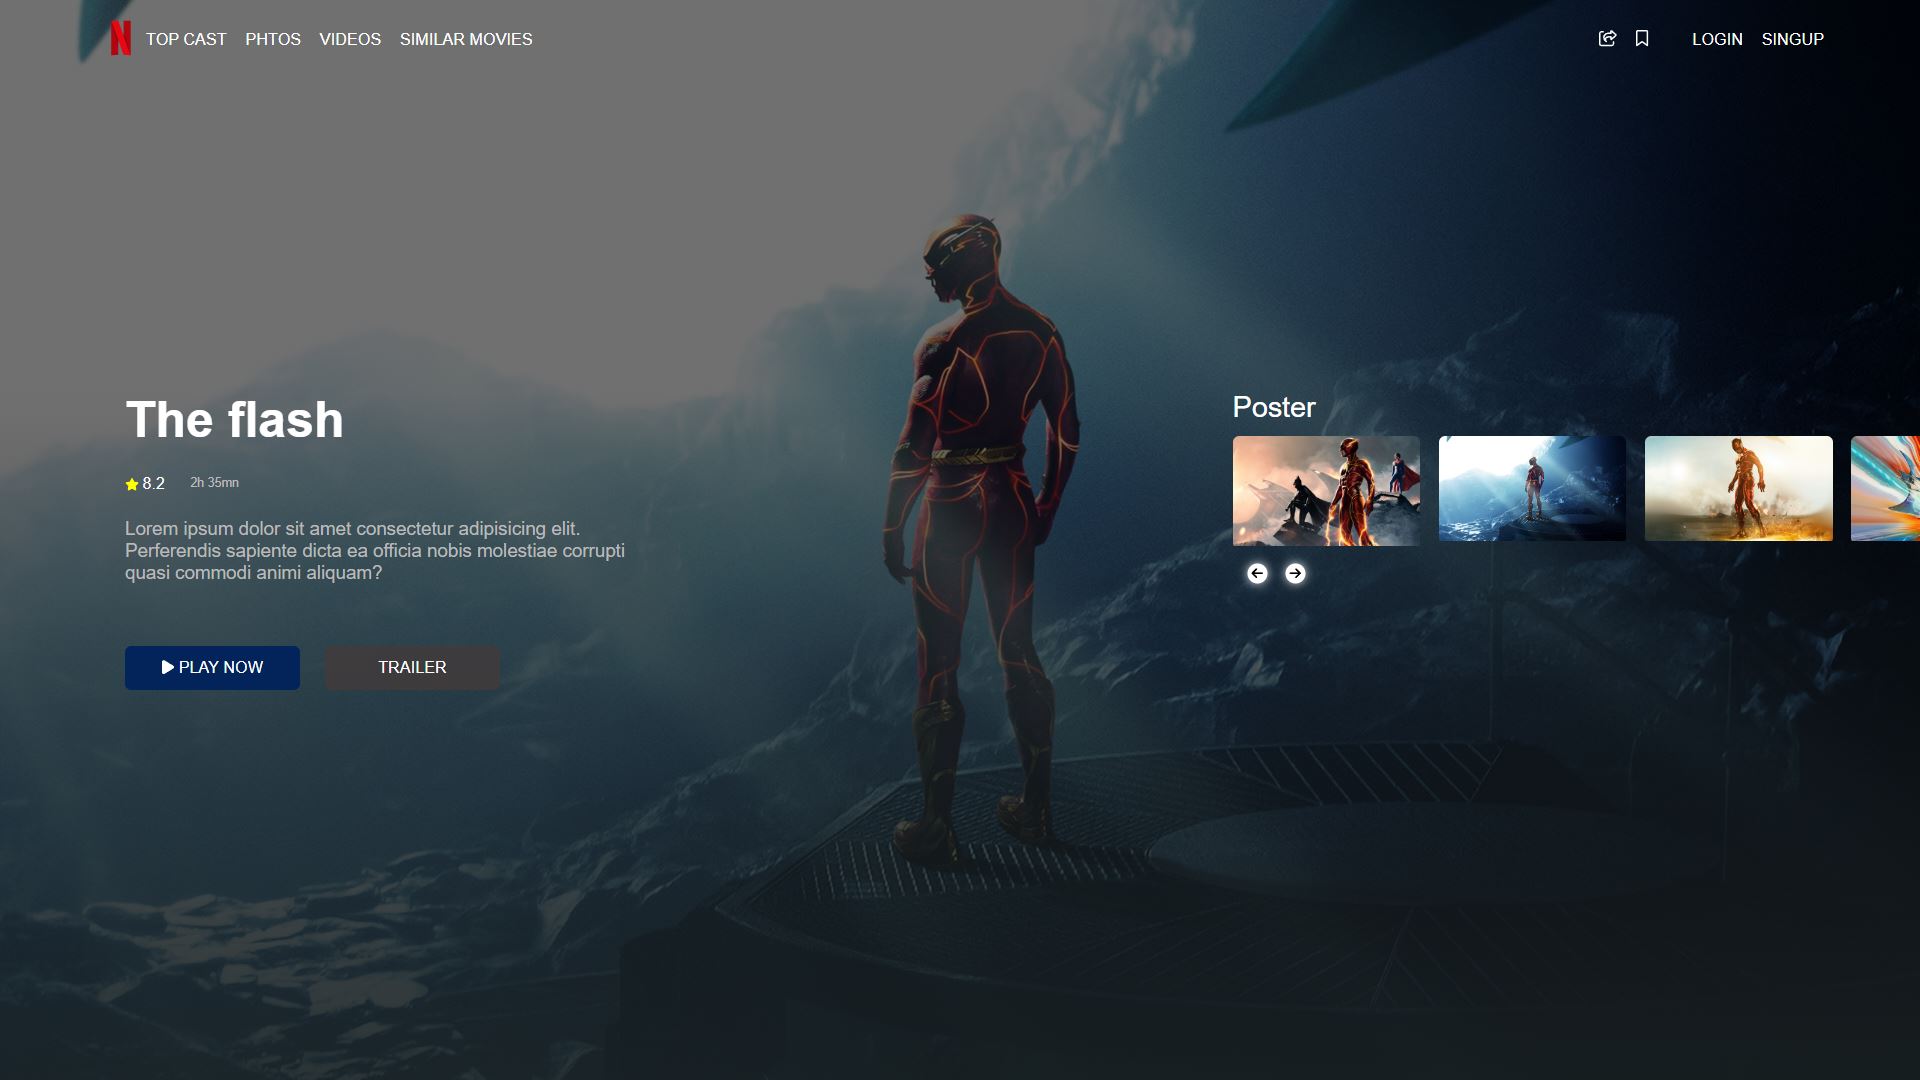 N TOP CAST PHTOS VIDEOS SIMILAR MOVIES LOGIN SINGUP
The flash
8.2 2h 35mn
Lorem ipsum dolor sit amet consectetur adipisicing elit.
Perferendis sapiente dicta ea officia nobis molestiae corrupti
quasi commodi animi aliquam?
PLAY NOW TRAILER
Poster